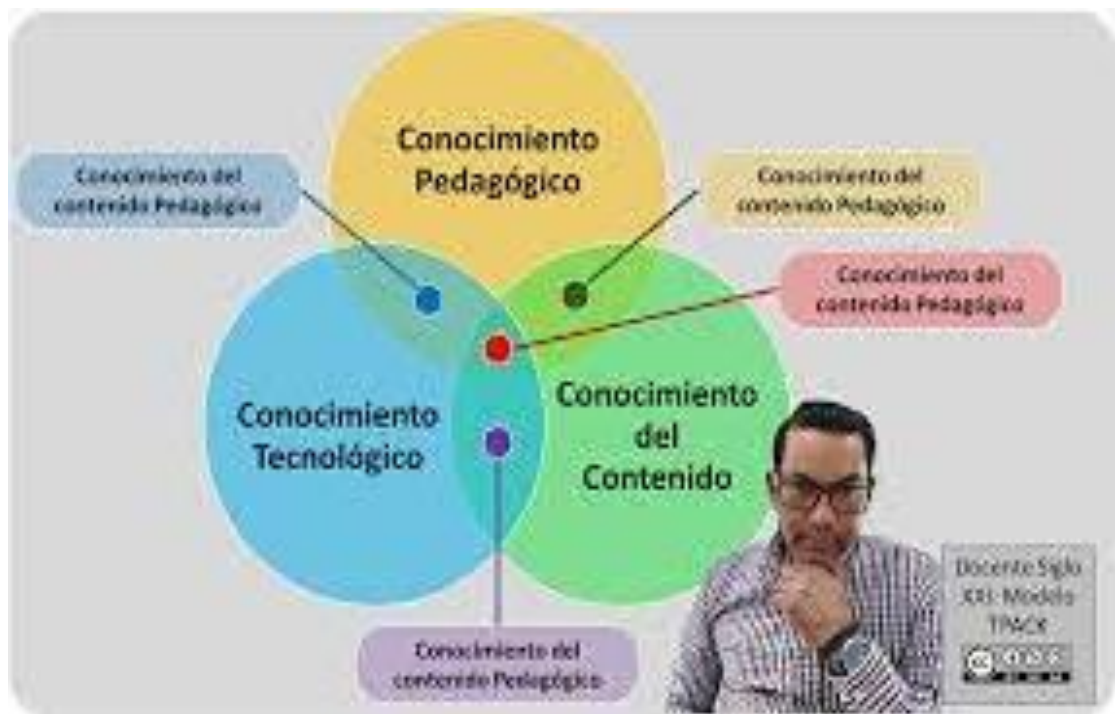 Conocimiento
Pedagógico
Conocimiento del
contenido Pedagógico
Conocimiento del
contenido Pedagógico
Conocimiento del
contenido Pedagógico
Conocimiento
Tecnológico
Conocimiento
del
Contenido
Conocimiento del
contenido Pedagógico
Docente Siglo
XXI: Modelo
TPACK
cc